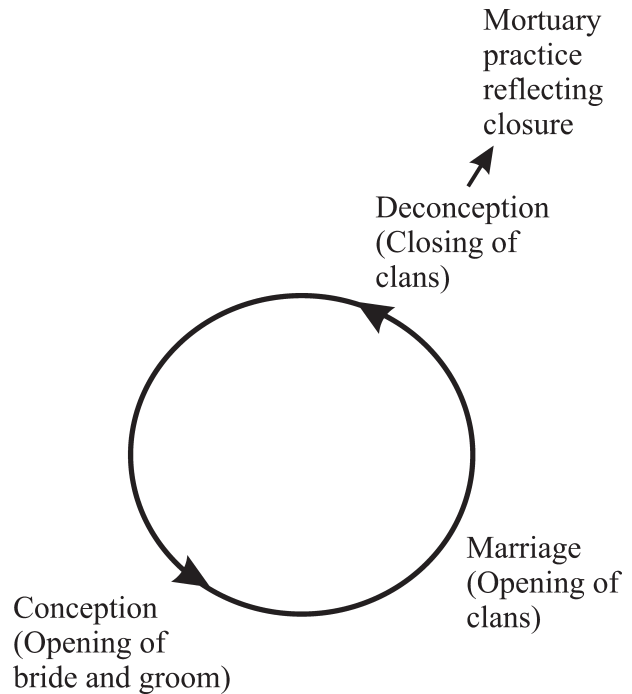 Mortuary
practice
reflecting
closure
Deconception
(Closing of
clans)
Marriage
(Opening of
clans)
Conception
(Opening of
bride and groom)